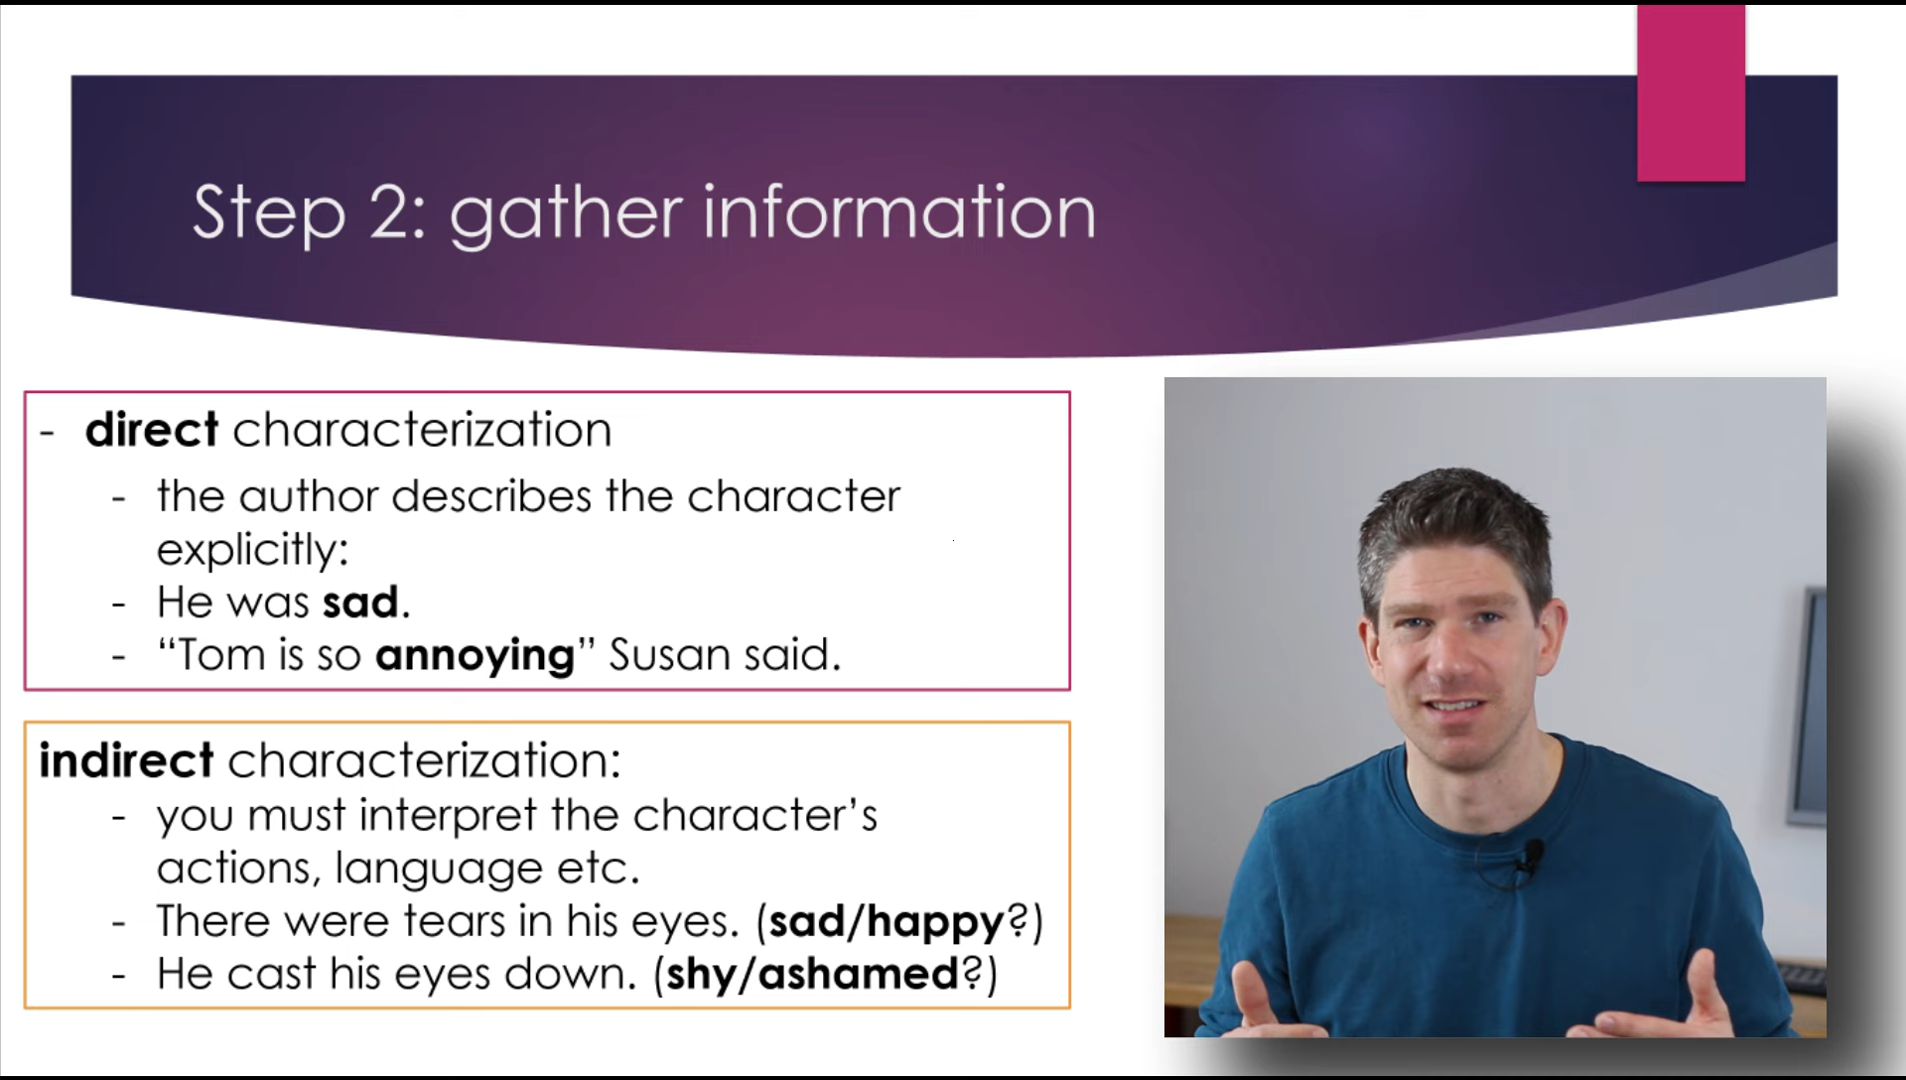 Step 2: gather information
- direct characterization
- the author describes the character
explicitly:
- He was sad.
- “Tom is so annoying” Susan said.
indirect characterization:
- you must interpret the character’s
actions, language etc.
- There were tears in his eyes. (sad/happy?)
- He cast his eyes down. (shy/ashamed?)